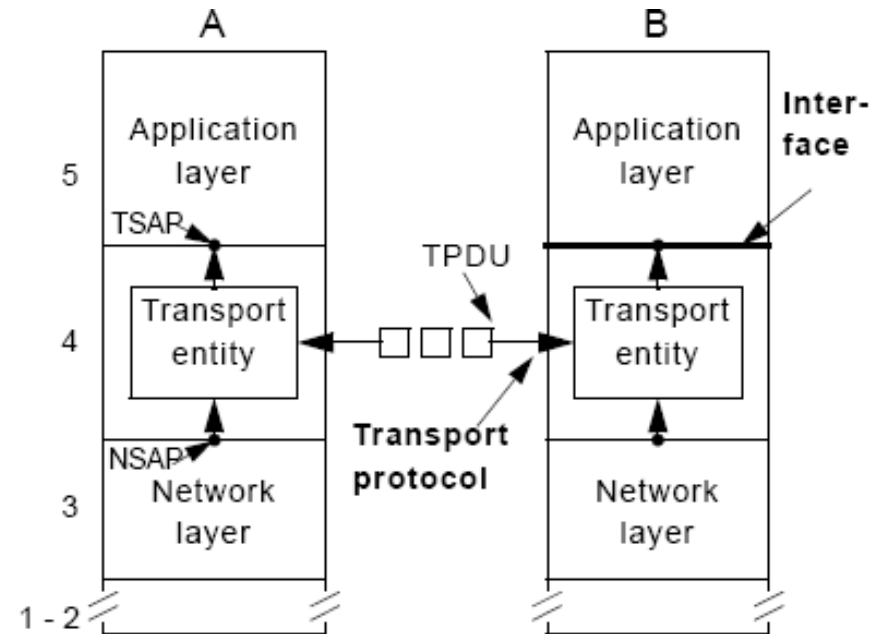 A
B
Application
layer
Application
layer
Inter-
face
5
TSAP
TPDU
Transport
entity
Transport
entity
4
Transport
protocol
NSAP
Network
layer
Network
layer
3
1 - 2